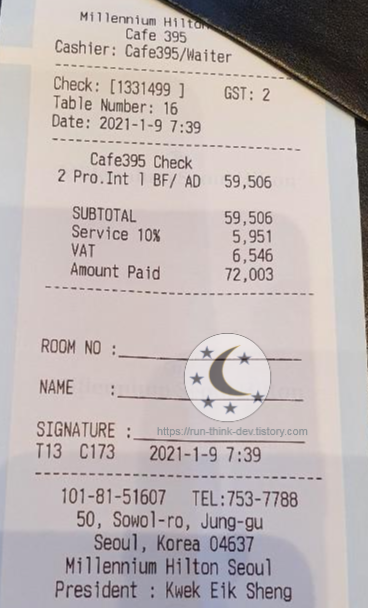 Millennium Hilton
Cafe 395
Cashier: Cafe395/Waiter
Check: [1331499 ] GST: 2
Table Number: 16
Date: 2021-1-9 7:39
Cafe395 Check
2 Pro.Int l BF/ AD 59,506
SUBTOTAL 59,506
Service 10% 5,951
VAT 6,546
Amount Paid 72,003
ROOM NO :
NAME :
https://run-think-dev.tistory.com
SIGNATURE :
T13 C173 2021-1-9 7:39
101-81-51607 TEL:753-7788
50, Sowol-ro, Jung-gu
Seoul, Korea 04637
Millennium Hilton Seoul
President : Kwek Eik Sheng